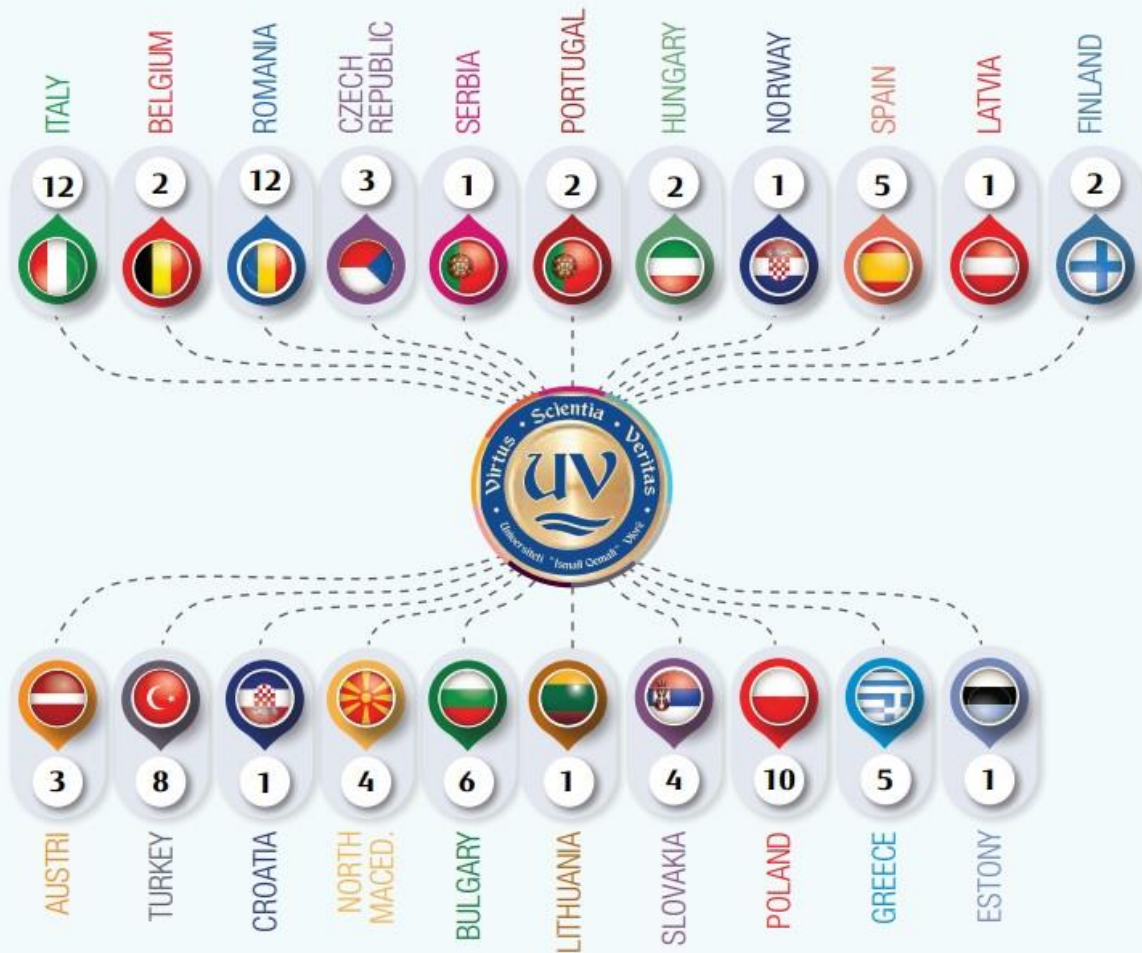 ITALY
BELGIUM
ROMANIA
CZECH
REPUBLIC
SERBIA
PORTUGAL
HUNGARY
NORWAY
SPAIN
LATVIA
FINLAND
12
2
12
3
1
2
2
1
5
1
2
Virtus • Scientia • Veritas
UV
Universiteti "Ismail Qemali" Vlorë
3
8
1
4
6
1
4
10
5
1
AUSTRI
TURKEY
CROATIA
NORTH
MACED.
BULGARY
LITHUANIA
SLOVAKIA
POLAND
GREECE
ESTONY